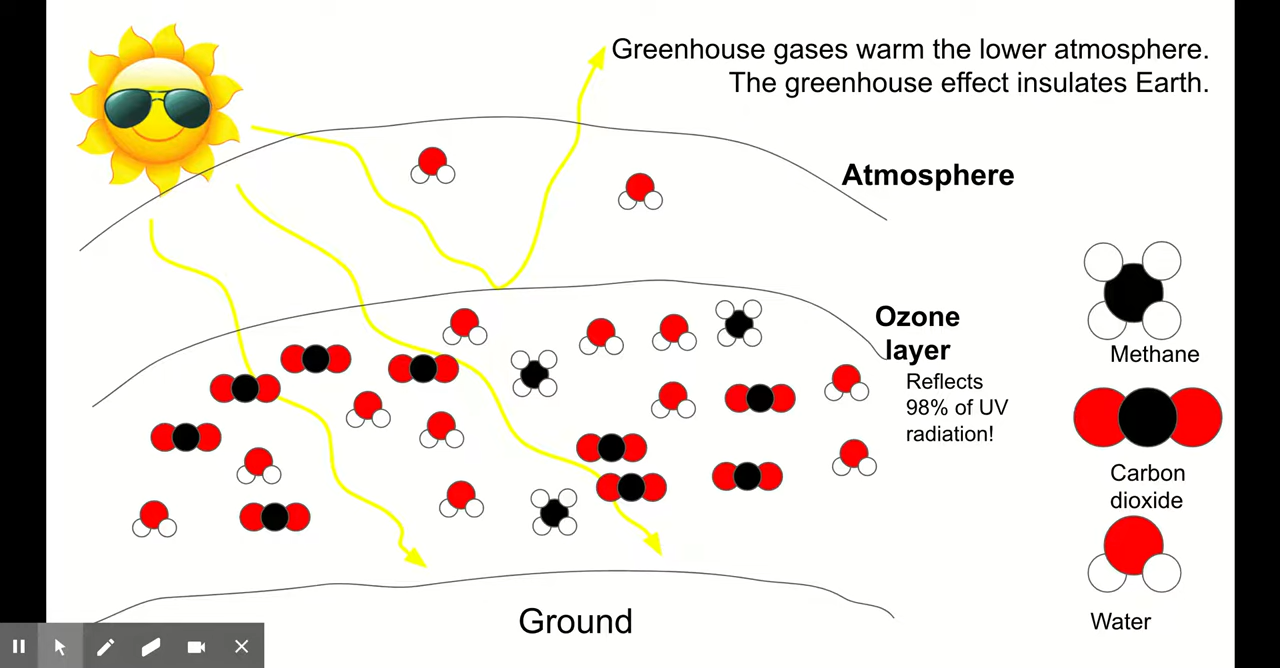 Greenhouse gases warm the lower atmosphere.
The greenhouse effect insulates Earth.
Atmosphere
Ozone
layer
Reflects
98% of UV
radiation!
Methane
Carbon
dioxide
Water
Ground